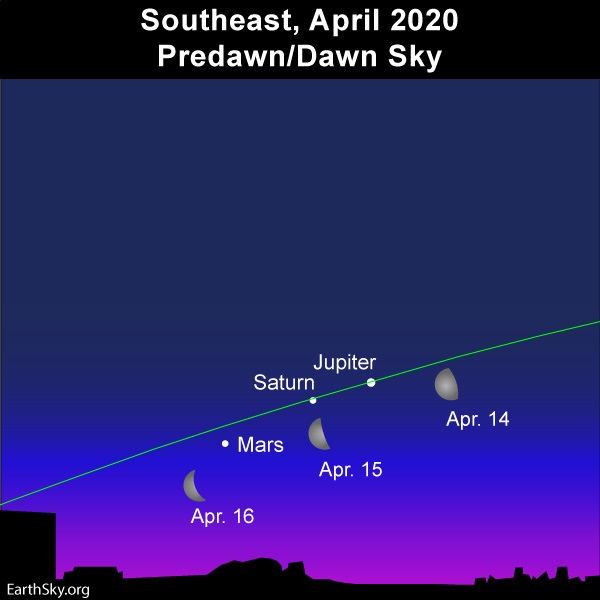 Southeast, April 2020
Predawn/Dawn Sky
Jupiter
Saturn
Apr. 14
Mars
Apr. 15
Apr. 16
EarthSky.org